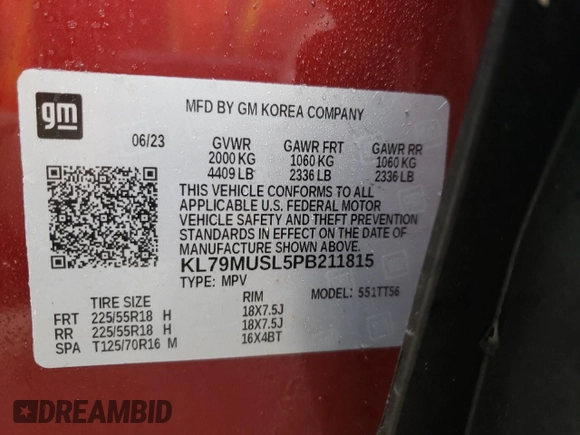 gm
MFD BY GM KOREA COMPANY
06/23 GVWR GAWR FRT GAWR RR
2000 KG 1060 KG 1060 KG
4409 LB 2336 LB 2336 LB
THIS VEHICLE CONFORMS TO ALL
APPLICABLE U.S. FEDERAL MOTOR
VEHICLE SAFETY AND THEFT PREVENTION
STANDARDS IN EFFECT ON THE DATE OF
MANUFACTURE SHOWN ABOVE.
KL79MUSL5PB211815
TYPE: MPV MODEL: 551TT56
TIRE SIZE RIM
FRT 225/55R18 H 18X7.5J
RR 225/55R18 H 18X7.5J
SPA T125/70R16 M 16X4BT
DREAMBID